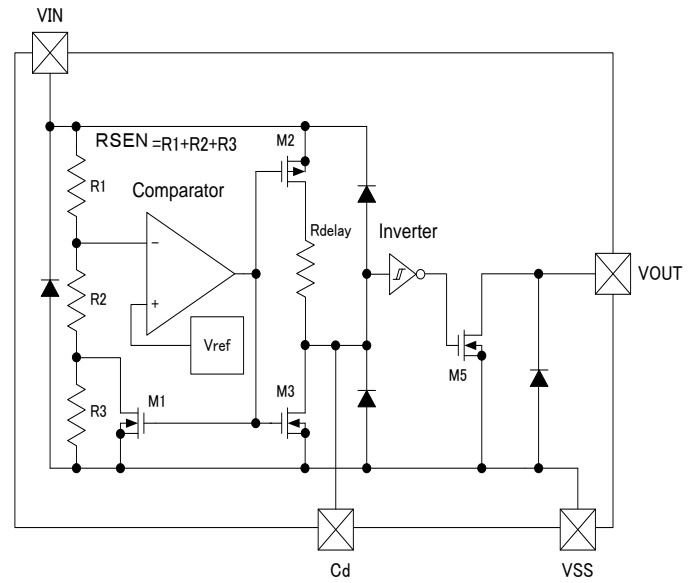 VIN
RSEN =R1+R2+R3
M2
R1
Comparator
Rdelay
Inverter
−
R2
+
Vref
VOUT
M5
R3
M1
M3
Cd
VSS